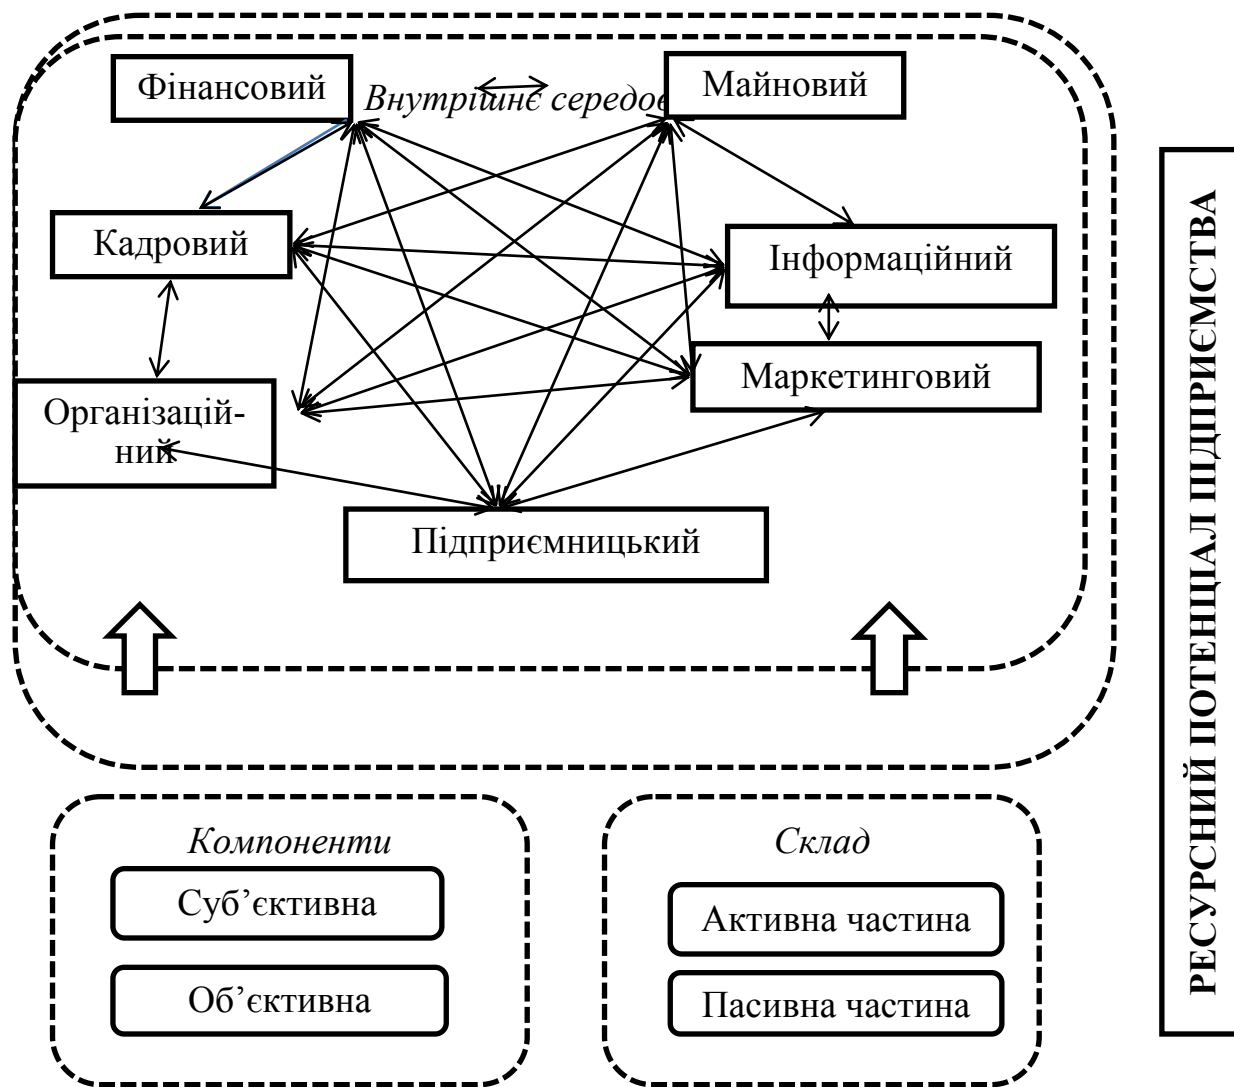 Фінансовий
Внутрішнє середов
Майновий
Кадровий
Інформаційний
Організацій-
ний
Маркетинговий
Підприємницький
Компоненти
Суб’єктивна
Об’єктивна
Склад
Активна частина
Пасивна частина
РЕСУРСНИЙ ПОТЕНЦІАЛ ПІДПРИЄМСТВА